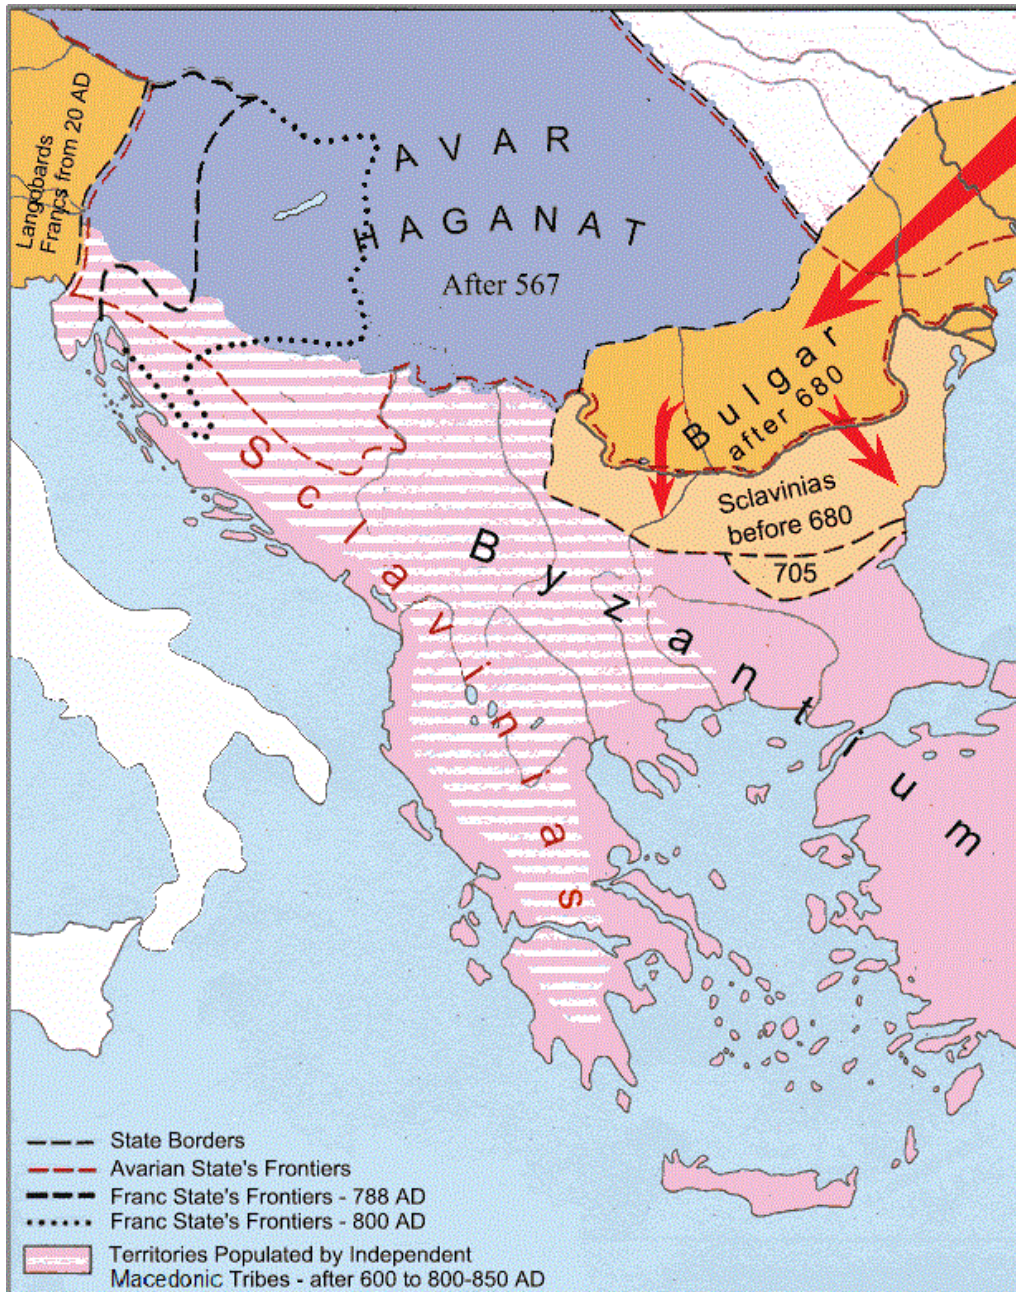 Langobards
Francs from 20 AD
AVAR
HAGANAT
After 567
Bulgar
after 680
Sclavinias
before 680
705
Sclavinias
Byzantium
State Borders
Avarian State's Frontiers
Franc State's Frontiers - 788 AD
Franc State's Frontiers - 800 AD
Territories Populated by Independent
Macedonic Tribes - after 600 to 800-850 AD